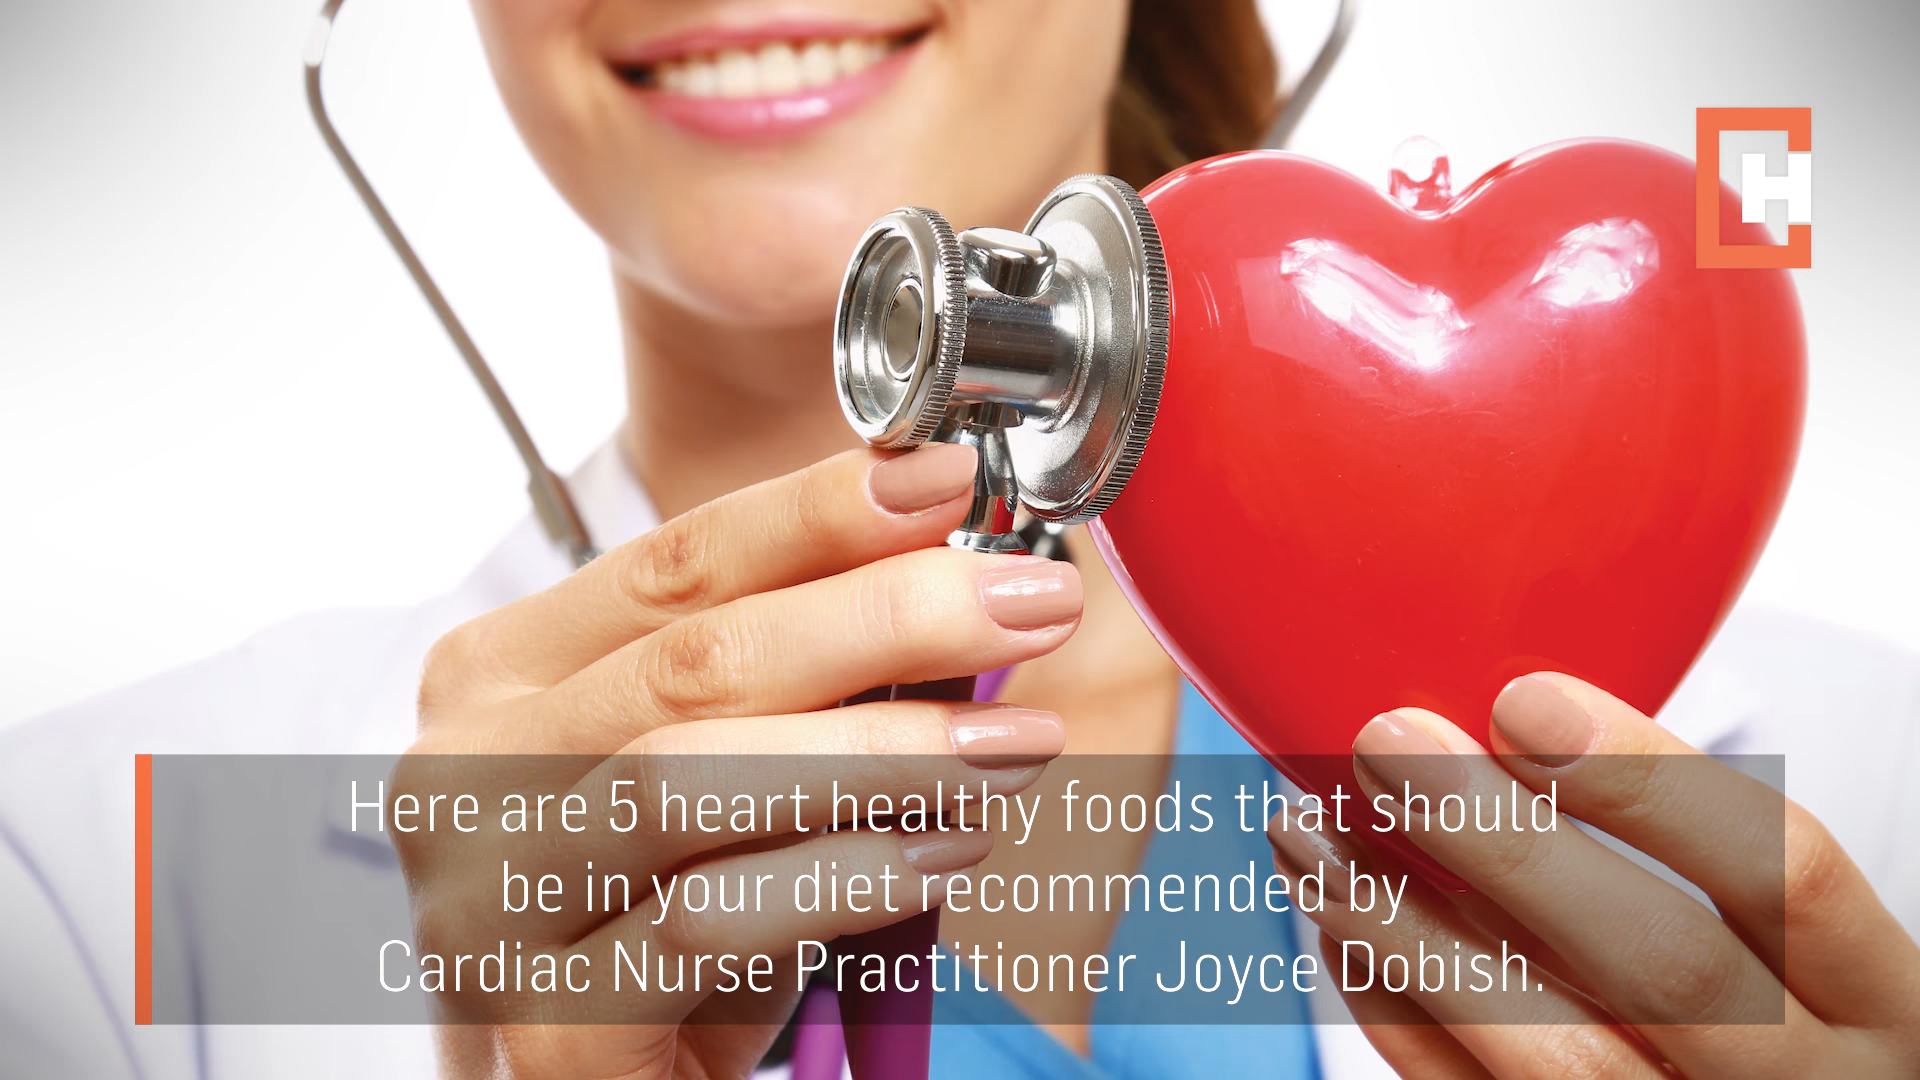 CH
Here are 5 heart healthy foods that should
be in your diet recommended by
Cardiac Nurse Practitioner Joyce Dobish.